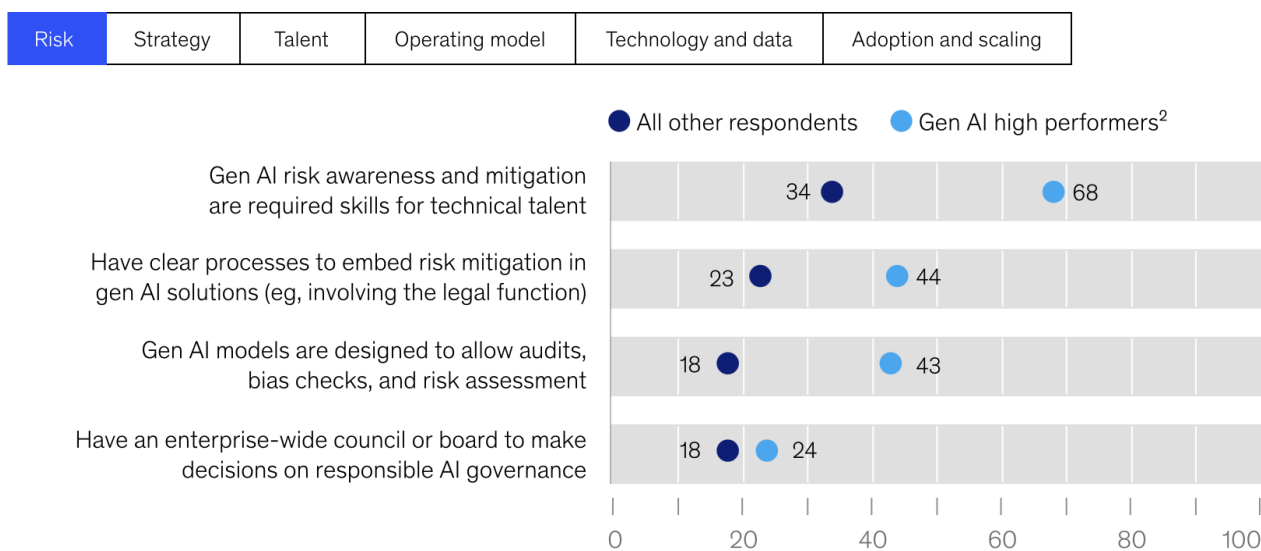 Risk Strategy Talent Operating model Technology and data Adoption and scaling
All other respondents Gen AI high performers²
Gen AI risk awareness and mitigation
are required skills for technical talent
34 68
Have clear processes to embed risk mitigation in
gen AI solutions (eg, involving the legal function)
23 44
Gen AI models are designed to allow audits,
bias checks, and risk assessment
18 43
Have an enterprise-wide council or board to make
decisions on responsible AI governance
18 24
0 20 40 60 80 100